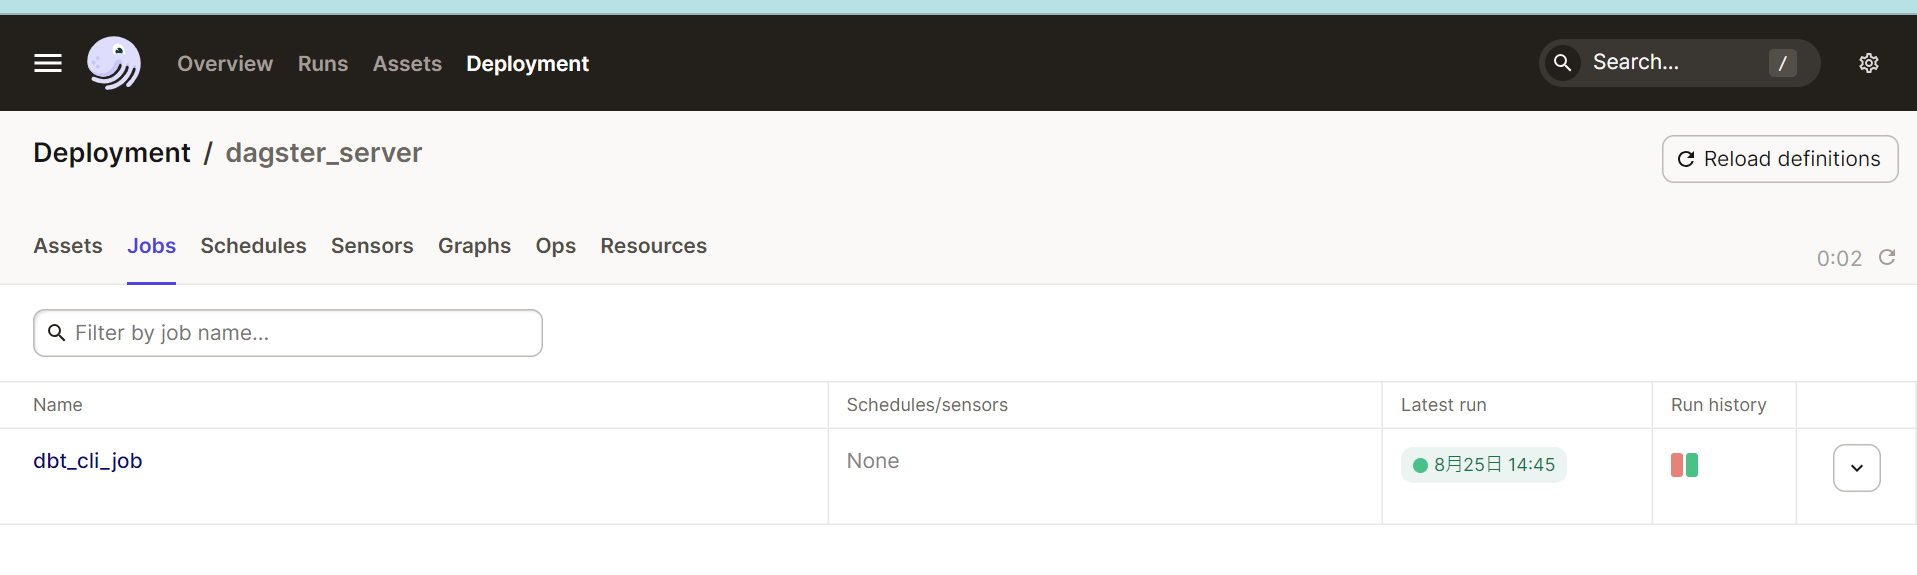 Overview Runs Assets Deployment Search... /
Deployment / dagster_server
Reload definitions
Assets Jobs Schedules Sensors Graphs Ops Resources
0:02
Filter by job name...
Name Schedules/sensors Latest run Run history
dbt_cli_job None 8月25日 14:45